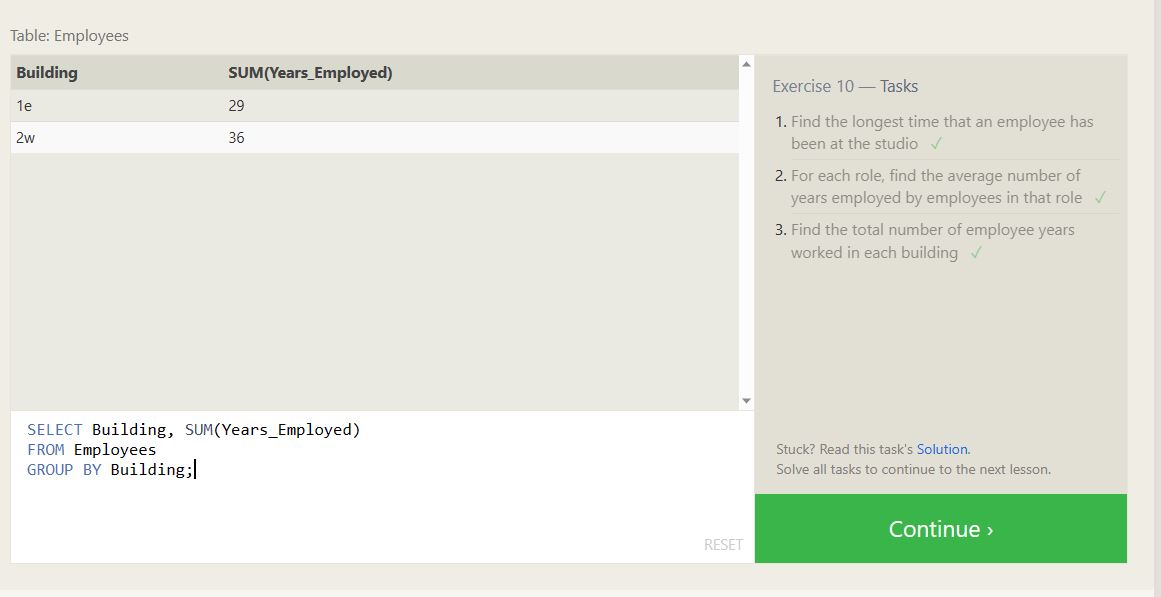 Table: Employees
Building SUM(Years_Employed)
1e 29
2w 36
SELECT Building, SUM(Years_Employed)
FROM Employees
GROUP BY Building;
RESET
Exercise 10 — Tasks
1. Find the longest time that an employee has
been at the studio ✓
2. For each role, find the average number of
years employed by employees in that role ✓
3. Find the total number of employee years
worked in each building ✓
Stuck? Read this task's Solution.
Solve all tasks to continue to the next lesson.
Continue ›